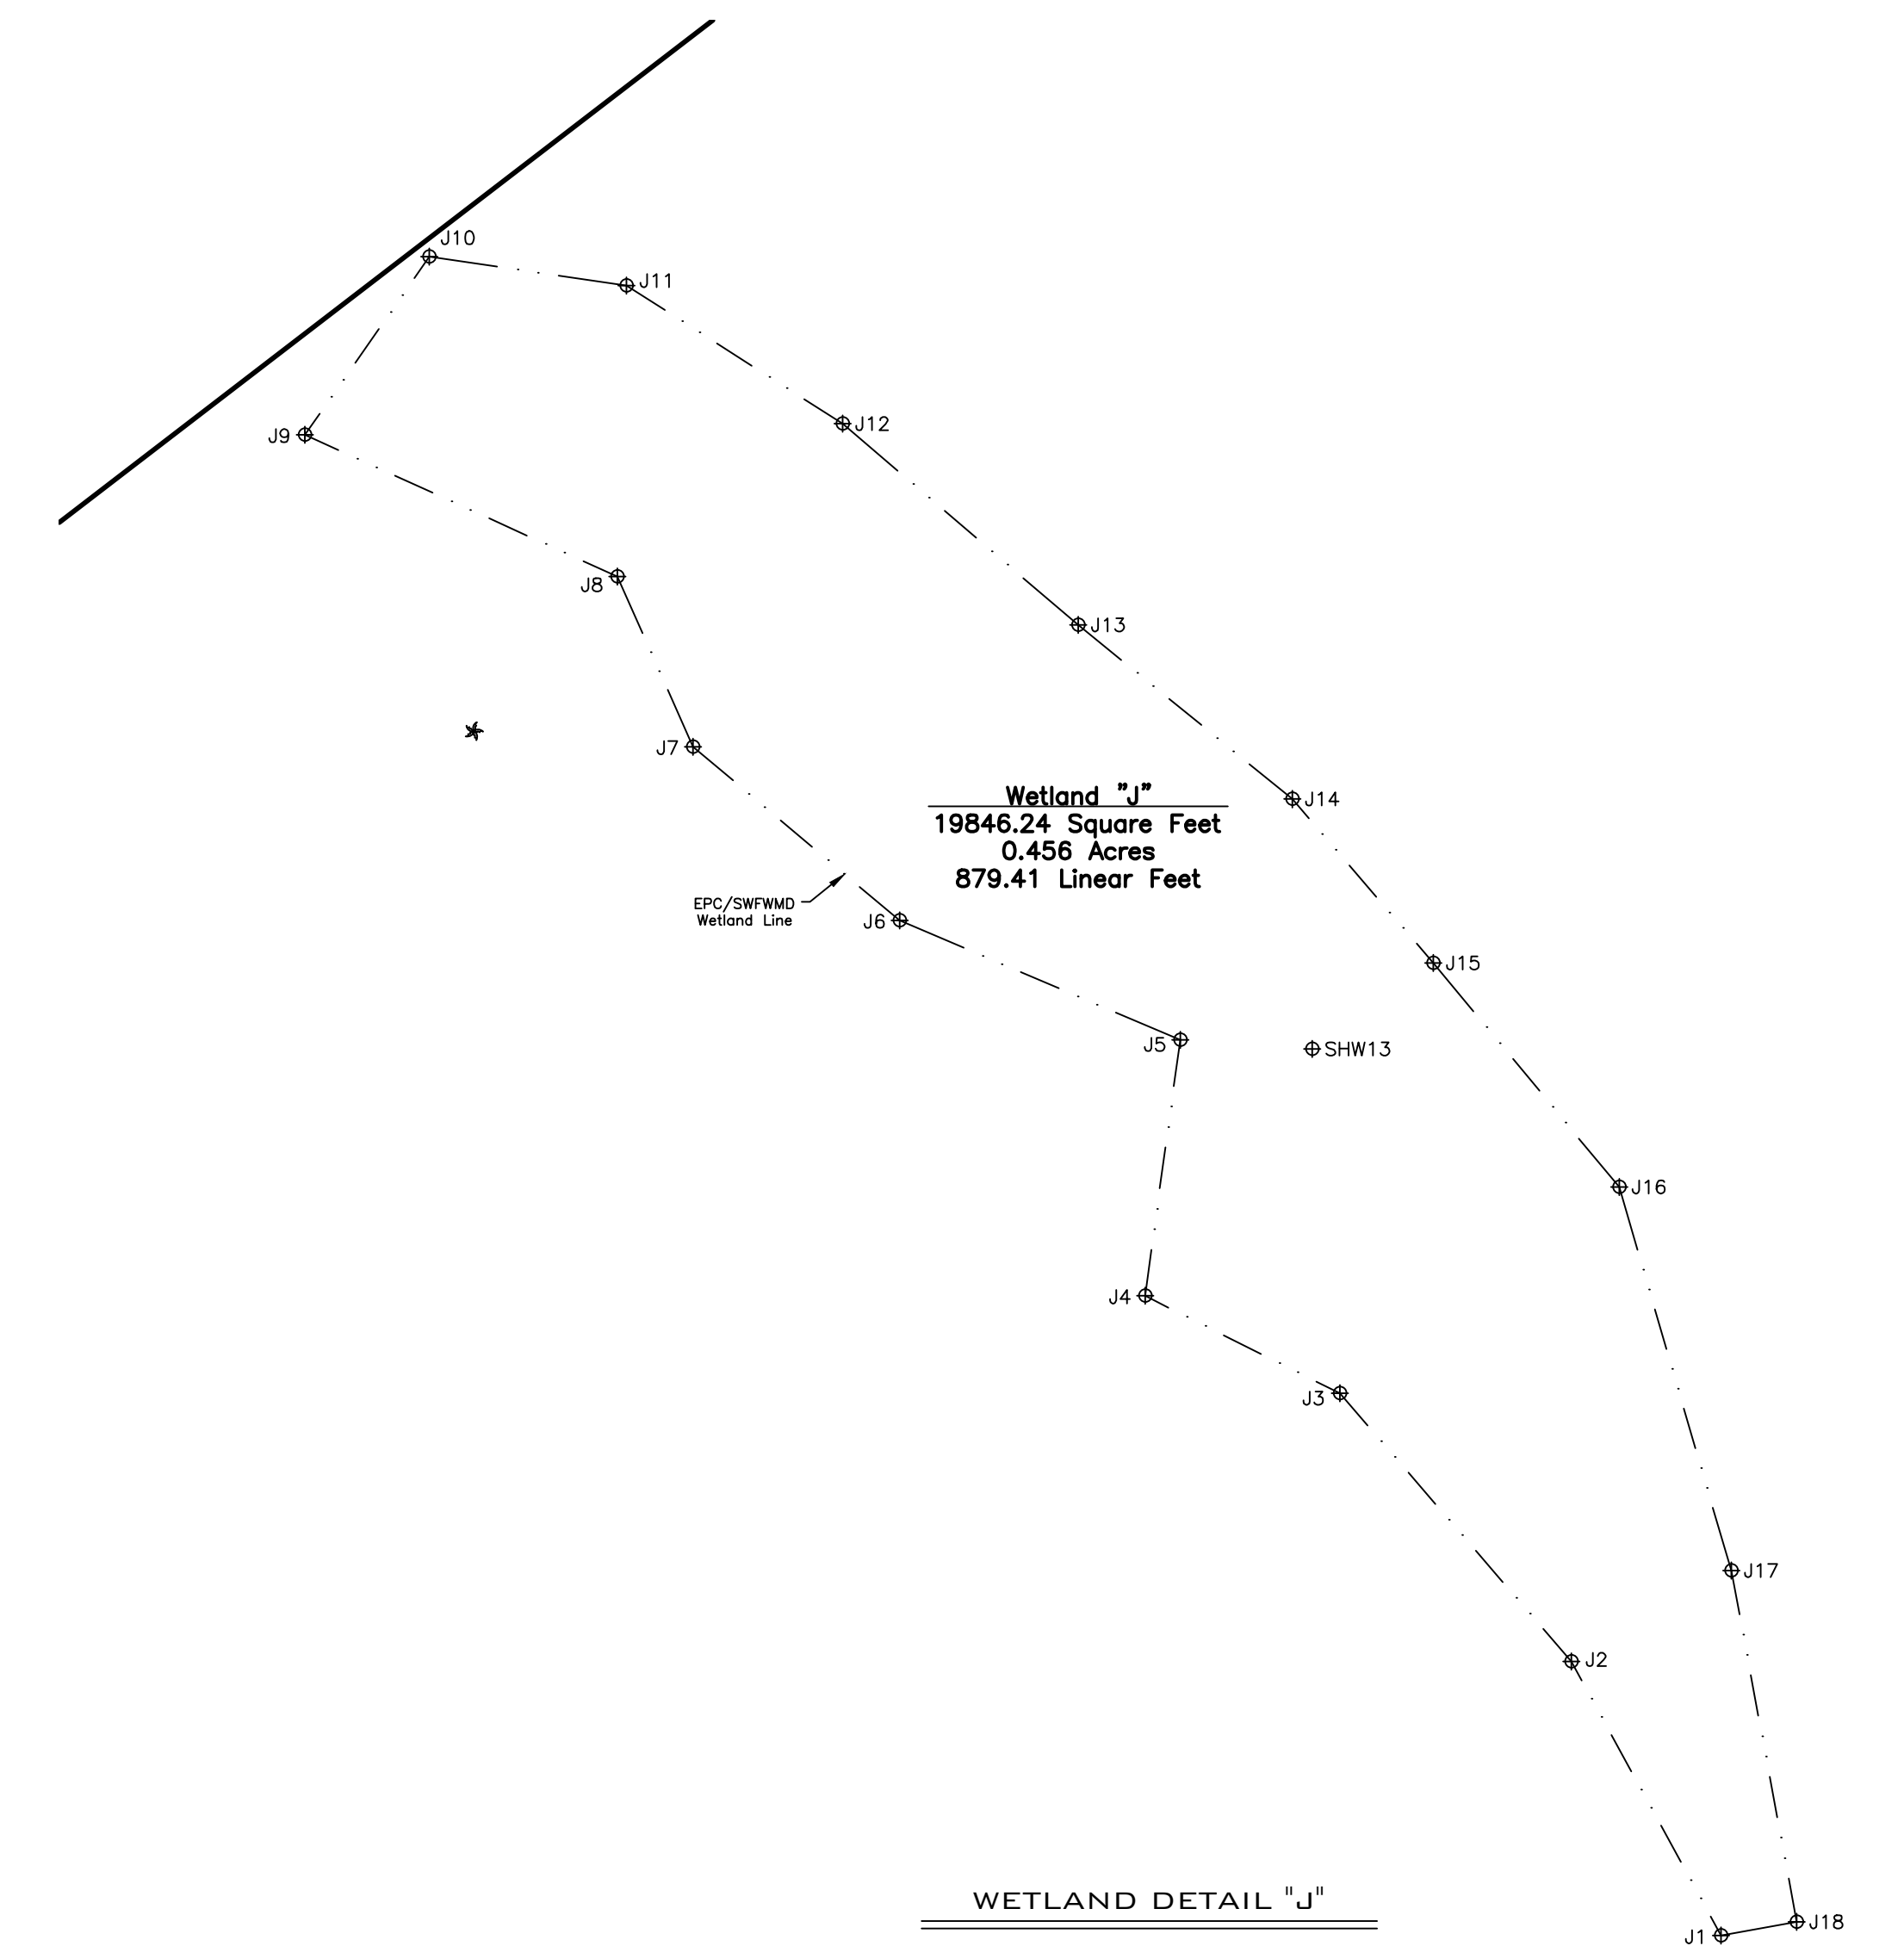 J10
J11
J12
J9
J8
J13
J7
Wetland "J"
19846.24 Square Feet
0.456 Acres
879.41 Linear Feet
J14
EPC/SWFWMD
Wetland Line
J6
J15
J5
SHW13
J16
J4
J3
J17
J2
WETLAND DETAIL "J"
J1
J18